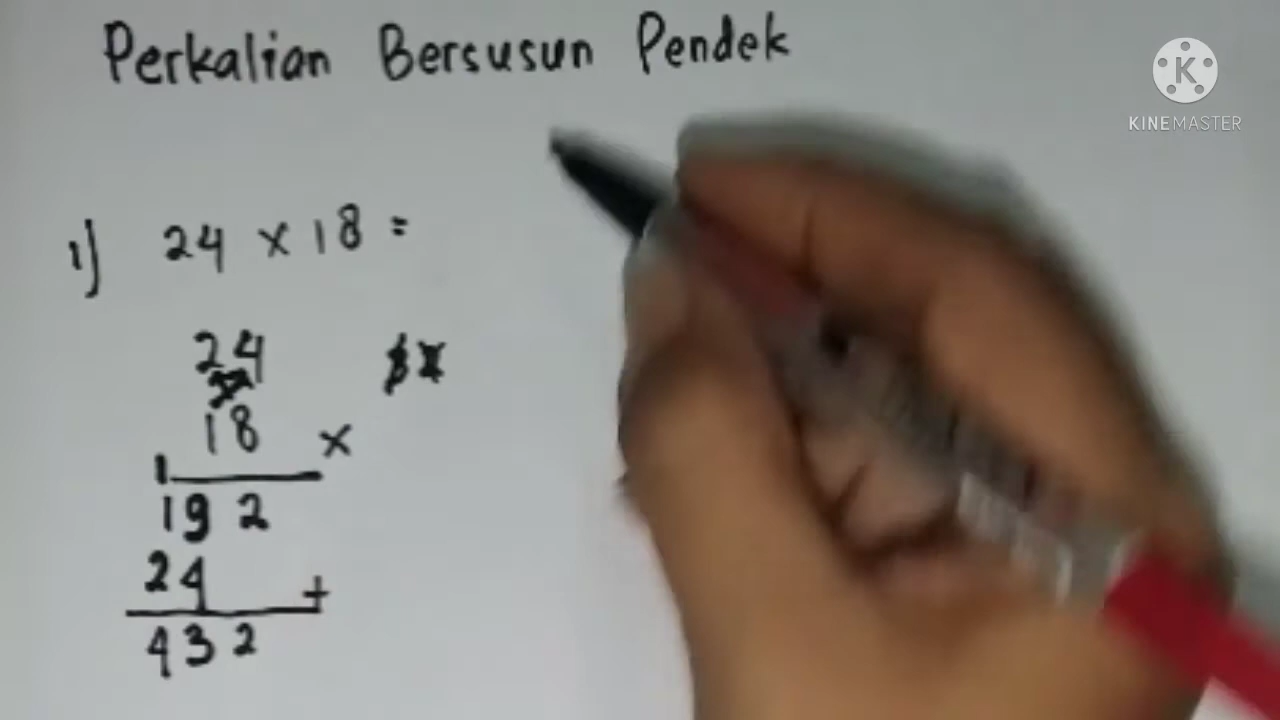 Perkalian Bersusun Pendek
K
KINEMASTER
1) 24 × 18 =
24
18 ×
1
192
24 +
432